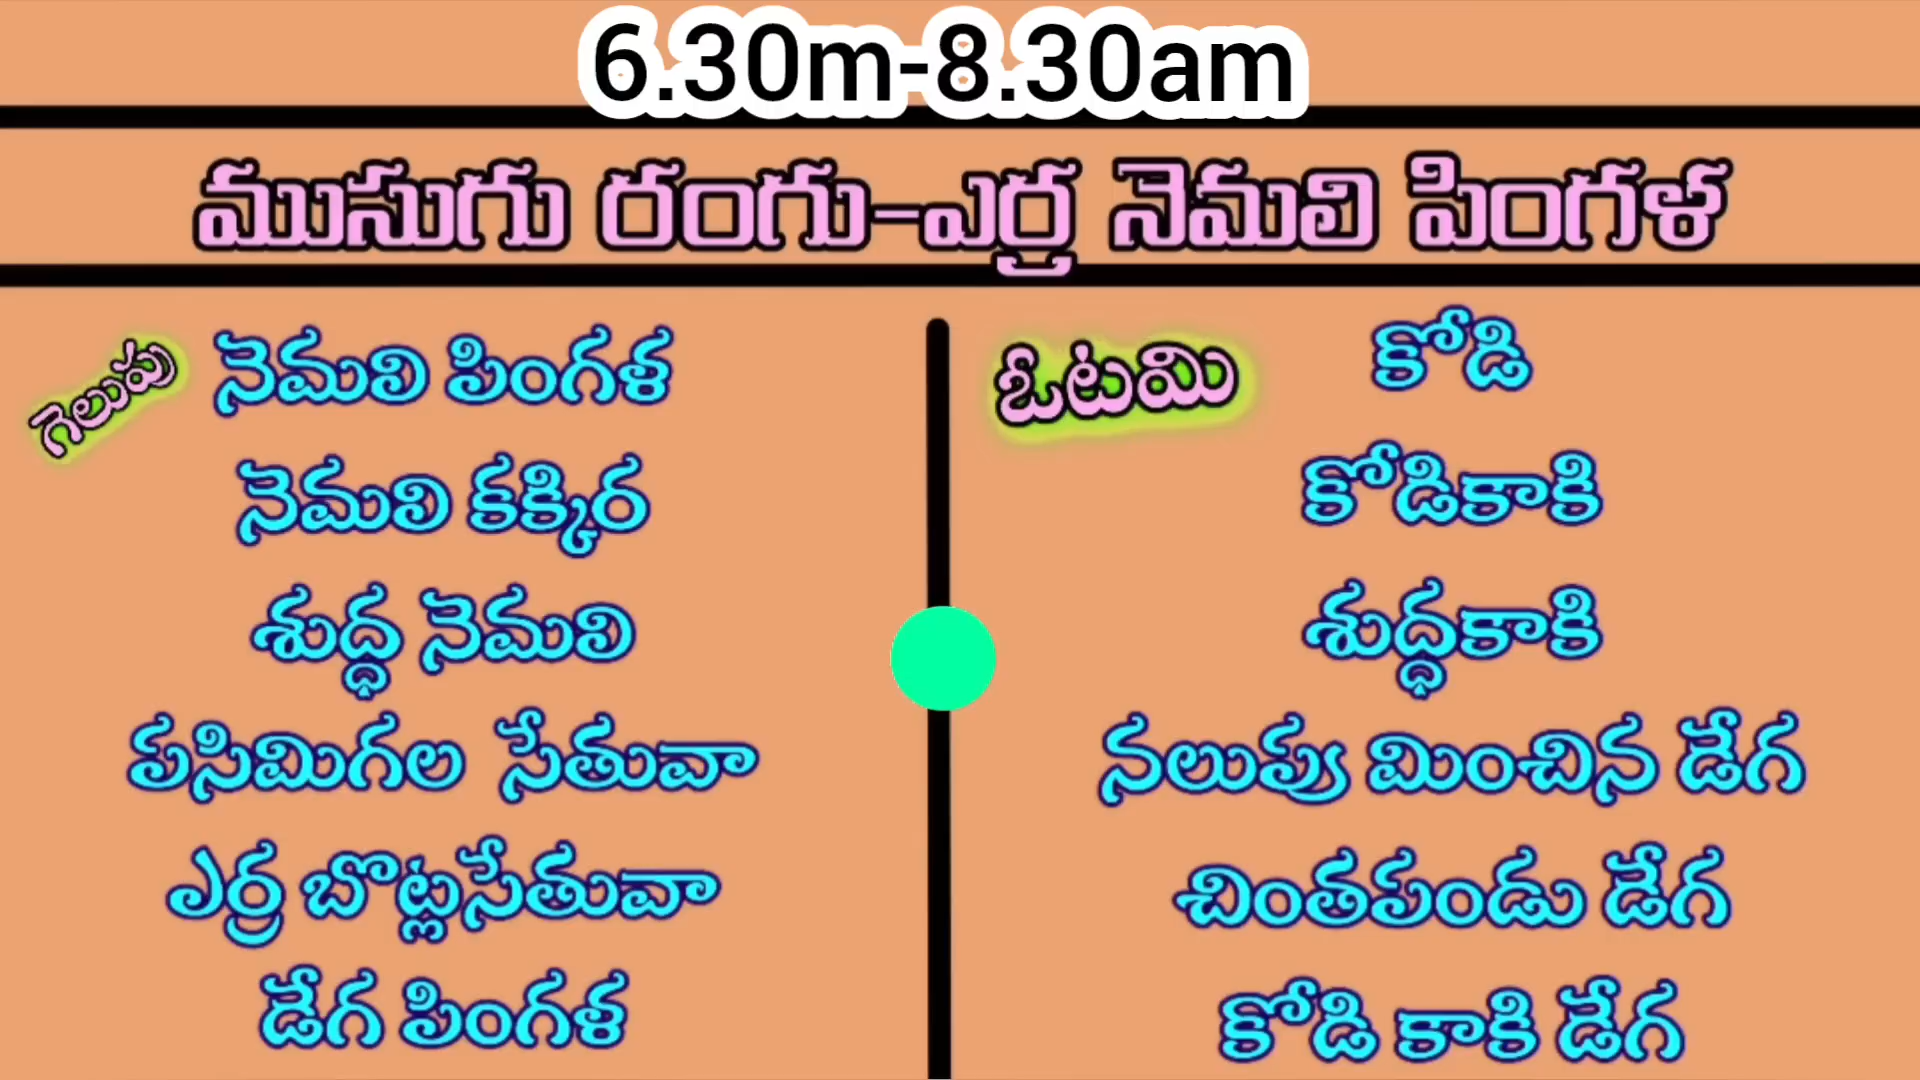 6.30m-8.30am
ముసుగు రంగు-ఎర్ర నెమలి పింగళ
గెలుపు
నెమలి పింగళ
నెమలి కక్కిర
శుద్ధ నెమలి
పసిమిగల సేతువా
ఎర్ర బొట్లసేతువా
డేగ పింగళ
ఓటమి
కోడి
కోడికాకి
శుద్ధకాకి
నలుపు మించిన డేగ
చింతపండు డేగ
కోడి కాకి డేగ